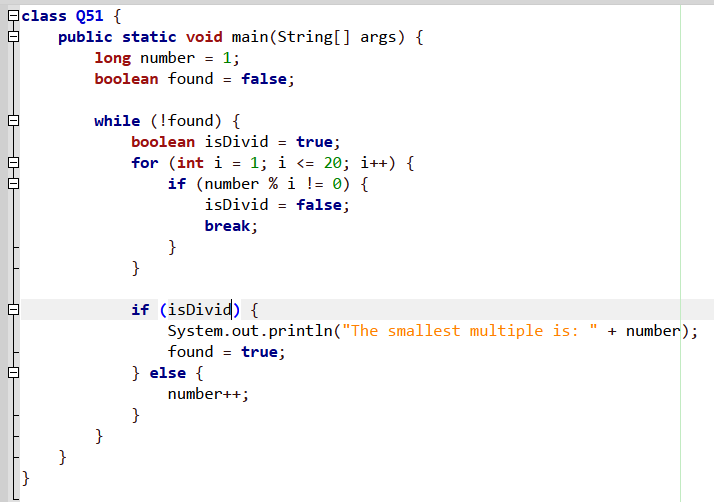 class Q51 {
    public static void main(String[] args) {
        long number = 1;
        boolean found = false;

        while (!found) {
            boolean isDivid = true;
            for (int i = 1; i <= 20; i++) {
                if (number % i != 0) {
                    isDivid = false;
                    break;
                }
            }

            if (isDivid) {
                System.out.println("The smallest multiple is: " + number);
                found = true;
            } else {
                number++;
            }
        }
    }
}